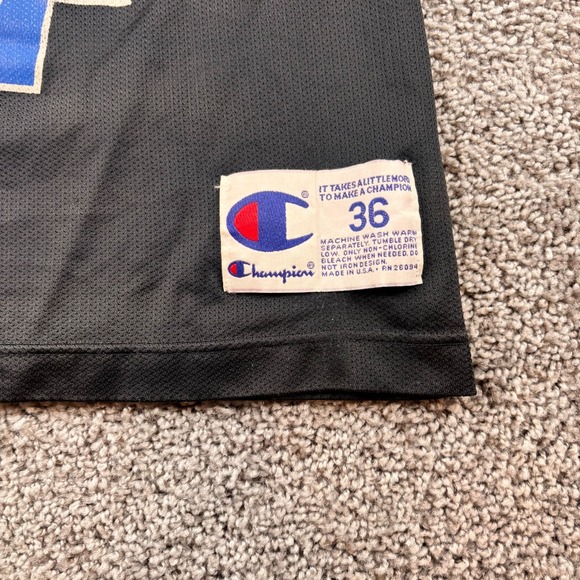 IT TAKES A LITTLE MORE
TO MAKE A CHAMPION
®
36
MACHINE WASH WARM
SEPARATELY, TUMBLE DRY
LOW. ONLY NON-CHLORINE
BLEACH WHEN NEEDED. DO
NOT IRON DESIGN.
MADE IN U.S.A. - RN 26094
Champion®